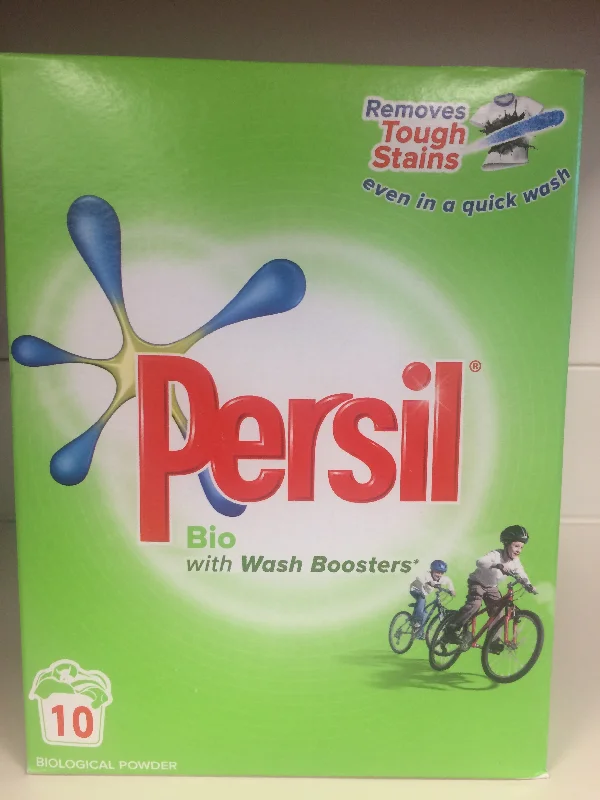 Removes
Tough
Stains
even in a quick wash
Persil®
Bio
with Wash Boosters*
10
BIOLOGICAL POWDER